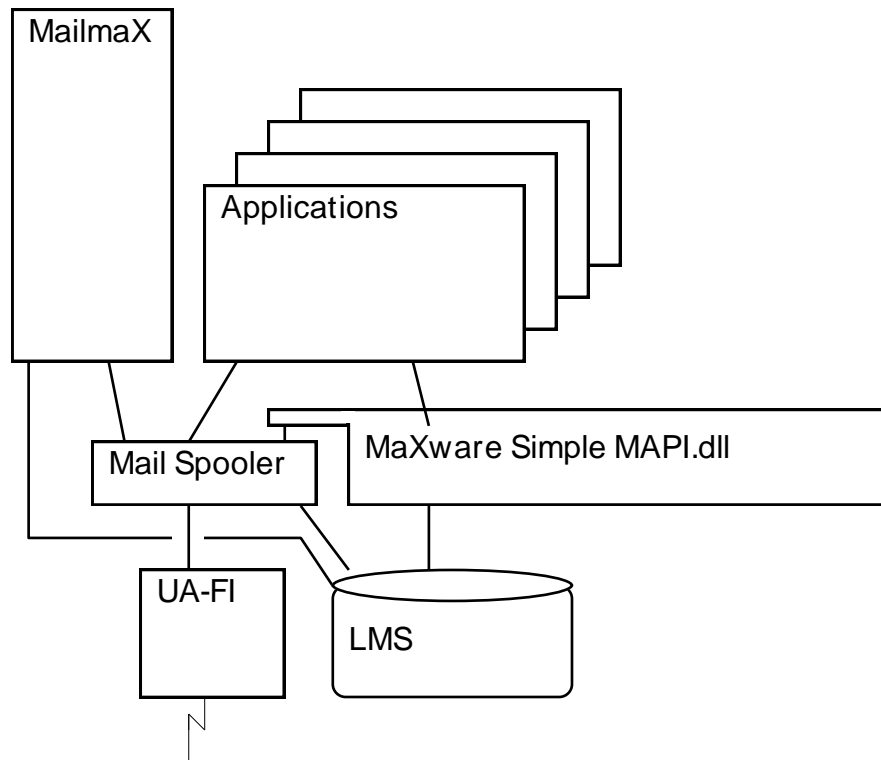 MailmaX
Applications
MaXware Simple MAPI.dll
Mail Spooler
UA-FI
LMS